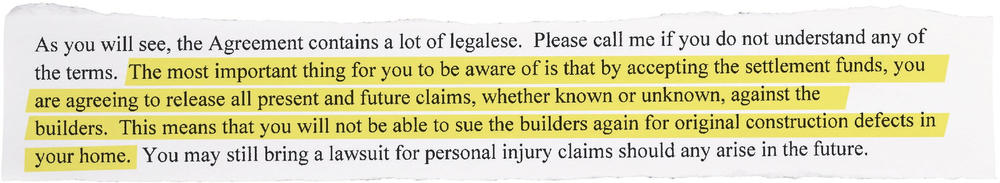 As you will see, the Agreement contains a lot of legalese.  Please call me if you do not understand any of
the terms.  The most important thing for you to be aware of is that by accepting the settlement funds, you
are agreeing to release all present and future claims, whether known or unknown, against the
builders.  This means that you will not be able to sue the builders again for original construction defects in
your home.  You may still bring a lawsuit for personal injury claims should any arise in the future.